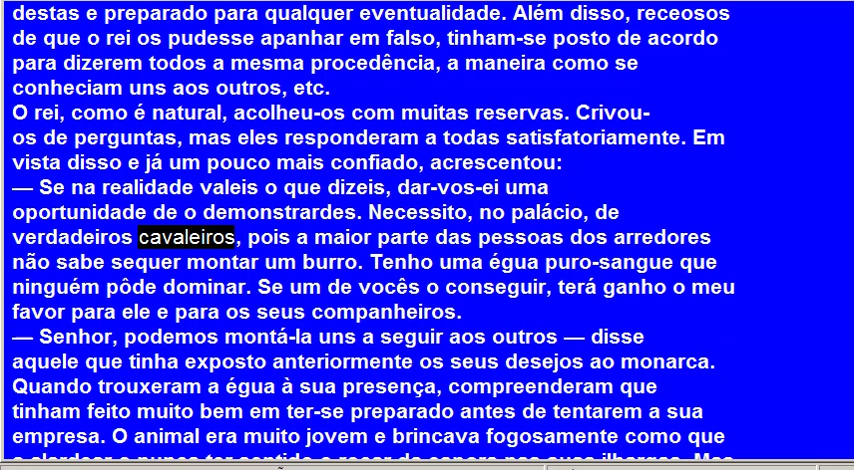 destas e preparado para qualquer eventualidade. Além disso, receosos
de que o rei os pudesse apanhar em falso, tinham-se posto de acordo
para dizerem todos a mesma procedência, a maneira como se
conheciam uns aos outros, etc.
O rei, como é natural, acolheu-os com muitas reservas. Crivou-
os de perguntas, mas eles responderam a todas satisfatoriamente. Em
vista disso e já um pouco mais confiado, acrescentou:
— Se na realidade valeis o que dizeis, dar-vos-ei uma
oportunidade de o demonstrardes. Necessito, no palácio, de
verdadeiros cavaleiros, pois a maior parte das pessoas dos arredores
não sabe sequer montar um burro. Tenho uma égua puro-sangue que
ninguém pôde dominar. Se um de vocês o conseguir, terá ganho o meu
favor para ele e para os seus companheiros.
— Senhor, podemos montá-la uns a seguir aos outros — disse
aquele que tinha exposto anteriormente os seus desejos ao monarca.
Quando trouxeram a égua à sua presença, compreenderam que
tinham feito muito bem em ter-se preparado antes de tentarem a sua
empresa. O animal era muito jovem e brincava fogosamente como que